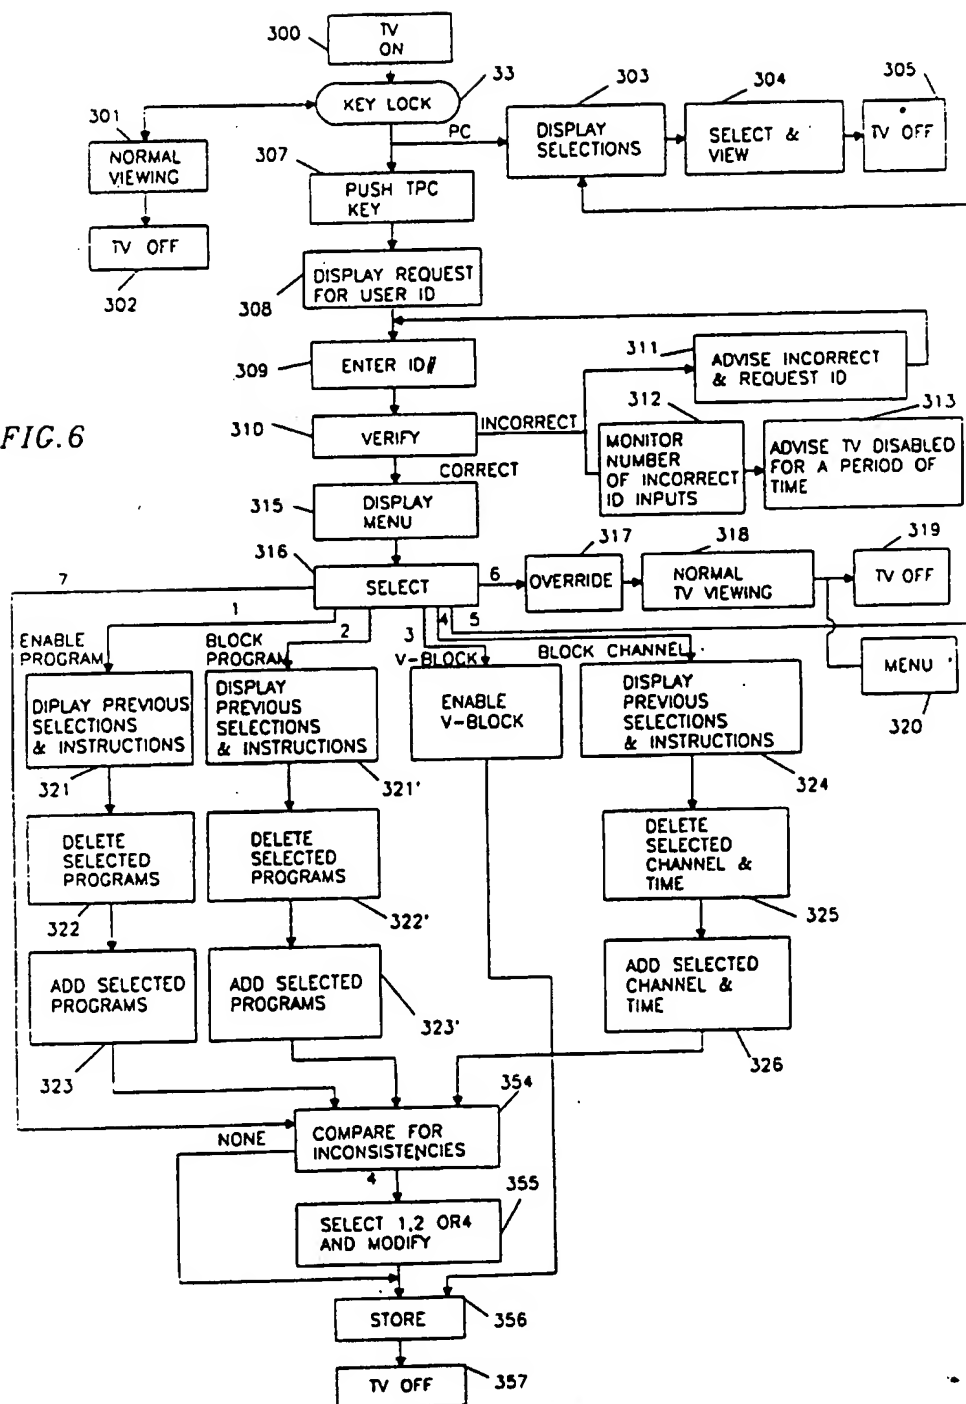 300
TV
ON
33
KEY LOCK
301
NORMAL
VIEWING
TV OFF
302
PC
303
DISPLAY
SELECTIONS
304
SELECT &
VIEW
305
TV OFF
307
PUSH TPC
KEY
308
DISPLAY REQUEST
FOR USER ID
309
ENTER ID#
FIG.6
310
VERIFY
INCORRECT
CORRECT
311
ADVISE INCORRECT
& REQUEST ID
312
MONITOR
NUMBER
OF INCORRECT
ID INPUTS
313
ADVISE TV DISABLED
FOR A PERIOD OF
TIME
315
DISPLAY
MENU
316
SELECT
7
1
2
3
4
5
6
317
OVERRIDE
318
NORMAL
TV VIEWING
319
TV OFF
MENU
320
ENABLE
PROGRAM
BLOCK
PROGRAM
V-BLOCK
BLOCK CHANNEL
DIPLAY PREVIOUS
SELECTIONS
& INSTRUCTIONS
321
DISPLAY
PREVIOUS
SELECTIONS
& INSTRUCTIONS
321'
ENABLE
V-BLOCK
DISPLAY
PREVIOUS
SELECTIONS
& INSTRUCTIONS
324
DELETE
SELECTED
PROGRAMS
322
DELETE
SELECTED
PROGRAMS
322'
DELETE
SELECTED
CHANNEL &
TIME
325
ADD SELECTED
PROGRAMS
323
ADD SELECTED
PROGRAMS
323'
ADD SELECTED
CHANNEL &
TIME
326
354
COMPARE FOR
INCONSISTENCIES
NONE
4
355
SELECT 1,2 OR4
AND MODIFY
STORE
356
TV OFF
357